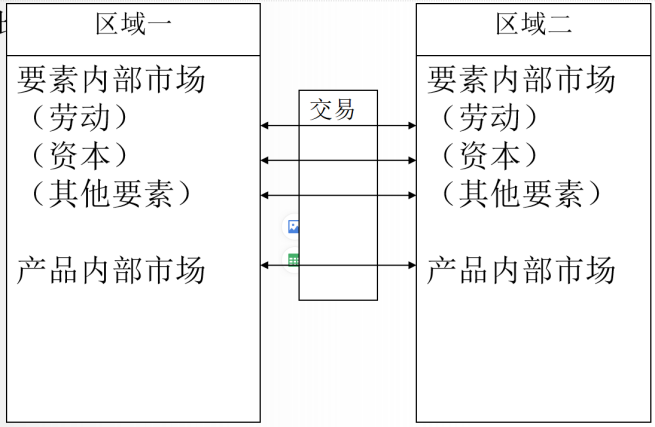 区域一
要素内部市场
（劳动）
（资本）
（其他要素）
产品内部市场
交易
区域二
要素内部市场
（劳动）
（资本）
（其他要素）
产品内部市场